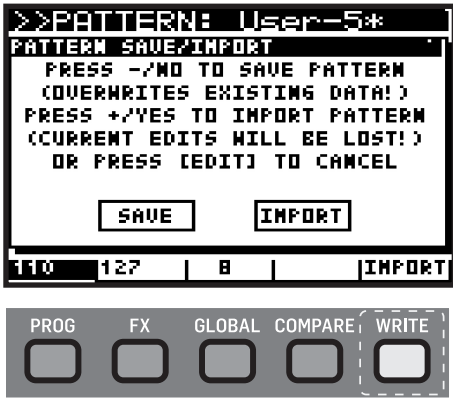 >>PATTERN: User-5*
PATTERN SAVE/IMPORT
PRESS -/NO TO SAVE PATTERN
(OVERWRITES EXISTING DATA!)
PRESS +/YES TO IMPORT PATTERN
(CURRENT EDITS WILL BE LOST!)
OR PRESS [EDIT] TO CANCEL
SAVE IMPORT
110 127 8 IMPORT
PROG FX GLOBAL COMPARE WRITE